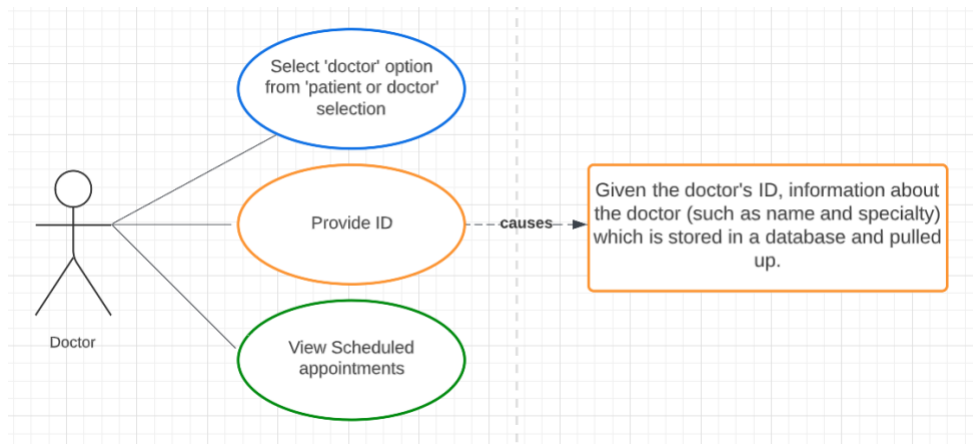 Select 'doctor' option
from 'patient or doctor'
selection
Provide ID
causes
Given the doctor's ID, information about
the doctor (such as name and specialty)
which is stored in a database and pulled
up.
Doctor
View Scheduled
appointments